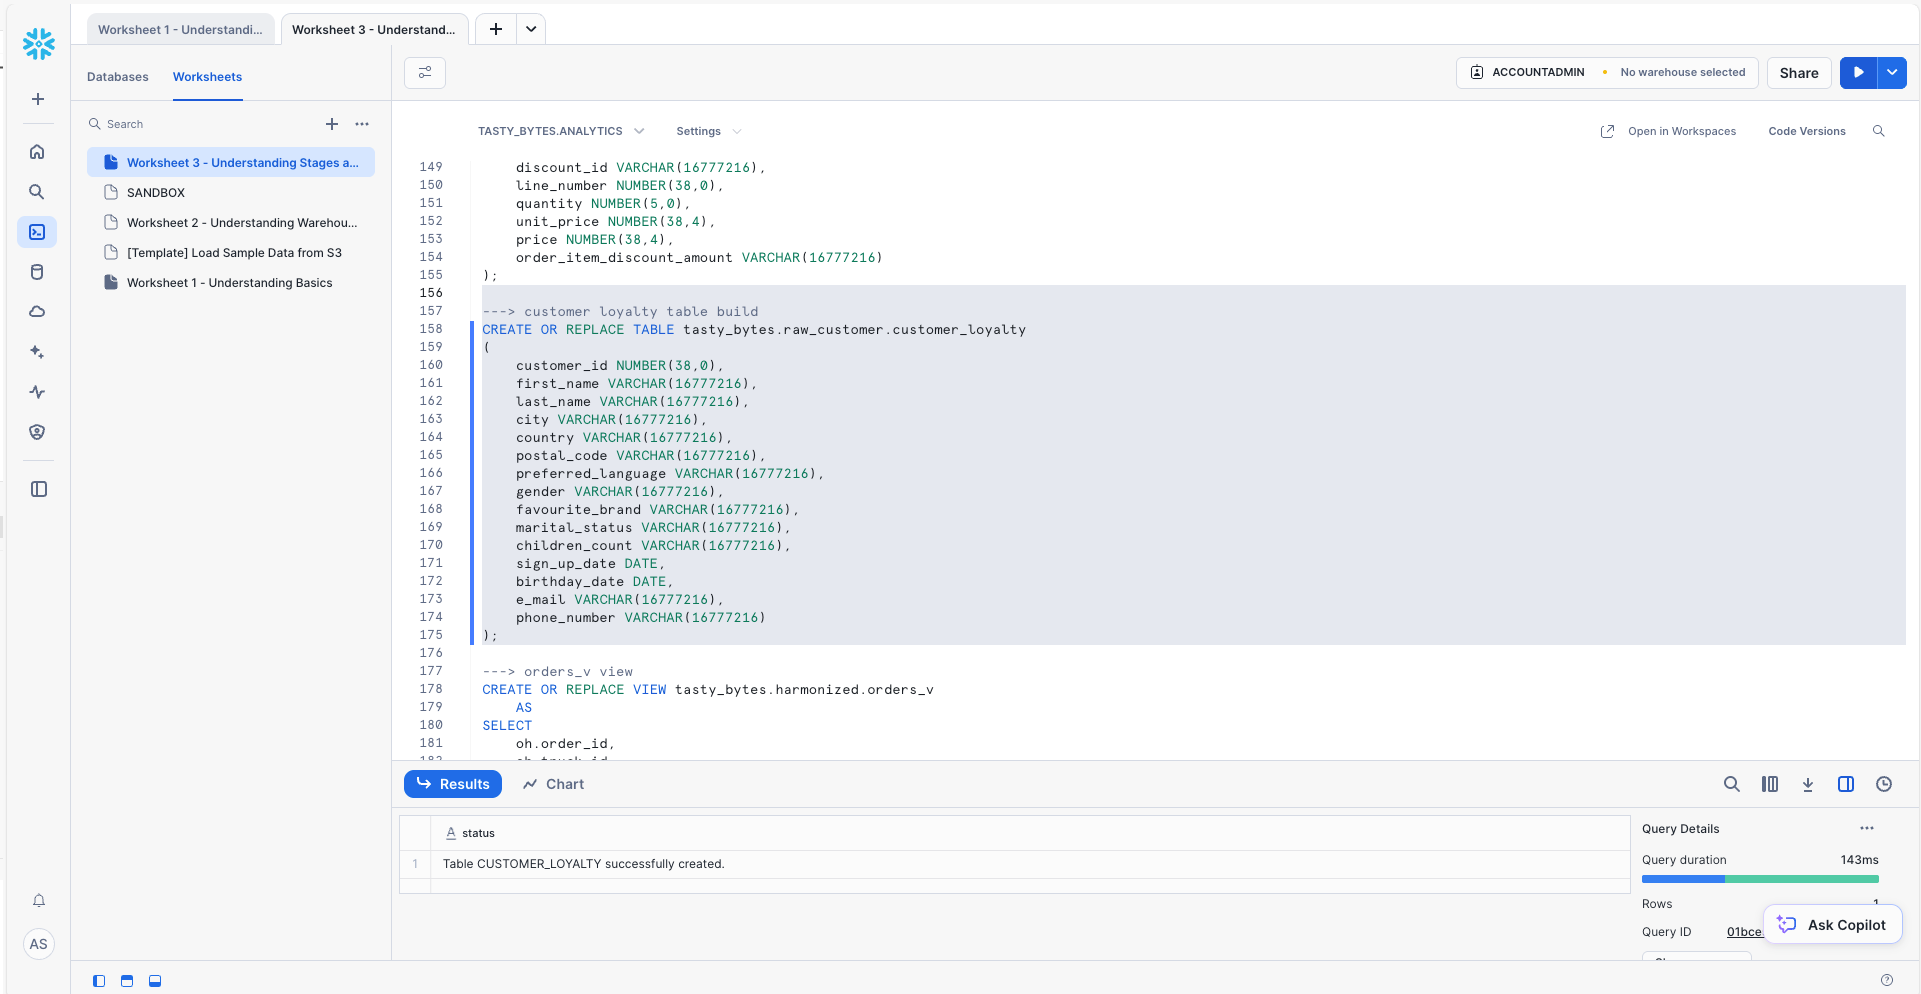 Worksheet 1 - Understandi...
Worksheet 3 - Understand...
Databases
Worksheets
ACCOUNTADMIN
No warehouse selected
Share
Search
TASTY_BYTES.ANALYTICS
Settings
Open in Workspaces
Code Versions
Worksheet 3 - Understanding Stages a...
SANDBOX
Worksheet 2 - Understanding Warehou...
[Template] Load Sample Data from S3
Worksheet 1 - Understanding Basics
149 discount_id VARCHAR(16777216),
150 line_number NUMBER(38,0),
151 quantity NUMBER(5,0),
152 unit_price NUMBER(38,4),
153 price NUMBER(38,4),
154 order_item_discount_amount VARCHAR(16777216)
155 );
156
157 ---> customer loyalty table build
158 CREATE OR REPLACE TABLE tasty_bytes.raw_customer.customer_loyalty
159 (
160 customer_id NUMBER(38,0),
161 first_name VARCHAR(16777216),
162 last_name VARCHAR(16777216),
163 city VARCHAR(16777216),
164 country VARCHAR(16777216),
165 postal_code VARCHAR(16777216),
166 preferred_language VARCHAR(16777216),
167 gender VARCHAR(16777216),
168 favourite_brand VARCHAR(16777216),
169 marital_status VARCHAR(16777216),
170 children_count VARCHAR(16777216),
171 sign_up_date DATE,
172 birthday_date DATE,
173 e_mail VARCHAR(16777216),
174 phone_number VARCHAR(16777216)
175 );
176
177 ---> orders_v view
178 CREATE OR REPLACE VIEW tasty_bytes.harmonized.orders_v
179 AS
180 SELECT
181 oh.order_id,
Results
Chart
A status
1 Table CUSTOMER_LOYALTY successfully created.
Query Details
Query duration 143ms
Rows 1
Query ID 01bce
Ask Copilot
AS